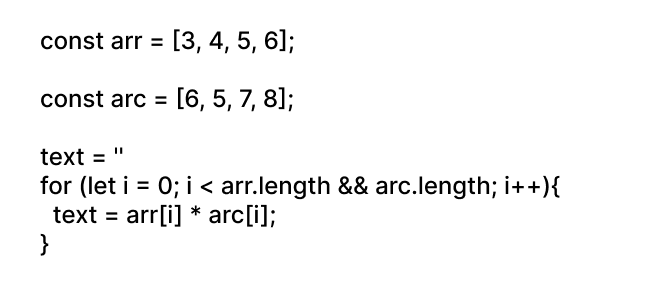 const arr = [3, 4, 5, 6];
const arc = [6, 5, 7, 8];
text = ''
for (let i = 0; i < arr.length && arc.length; i++){
text = arr[i] * arc[i];
}